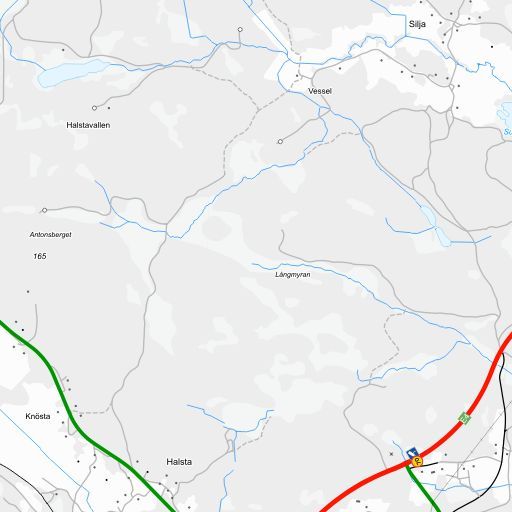 Silja
Vessel
Halstavallen
Antonsberget
165
Långmyran
Knösta
Halsta